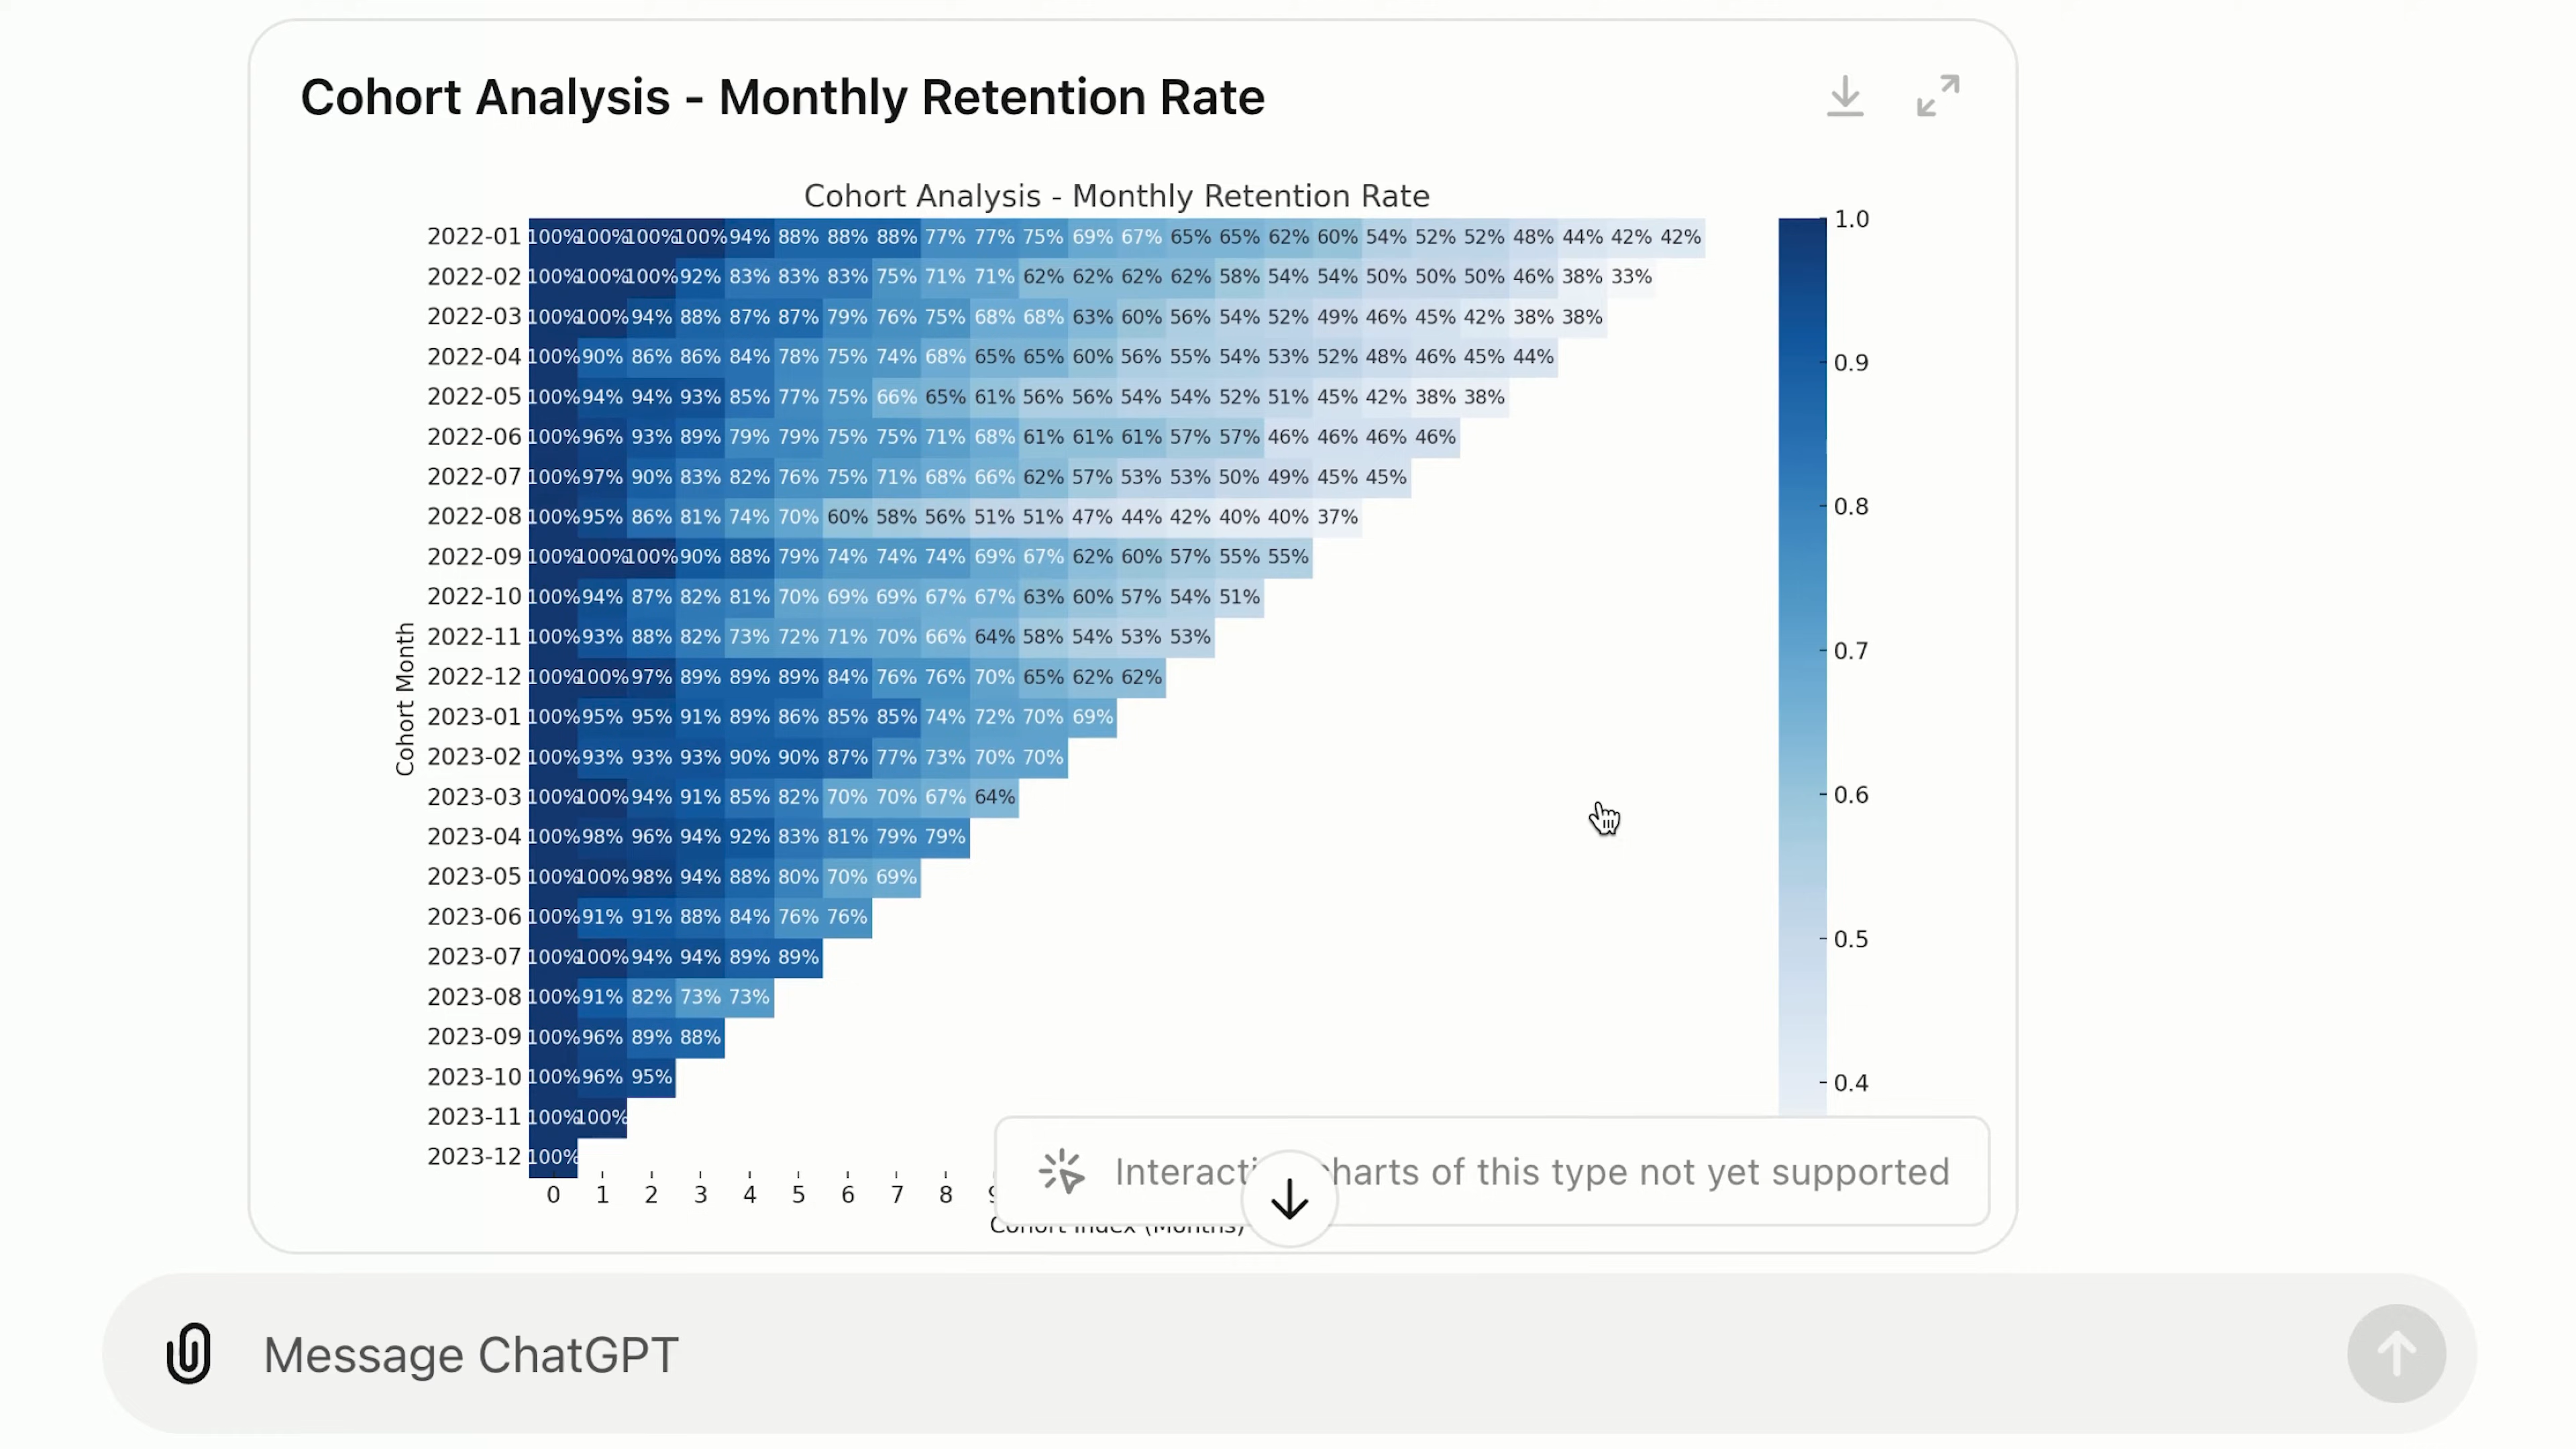 Cohort Analysis - Monthly Retention Rate
Cohort Analysis - Monthly Retention Rate
2022-01 100% 100% 100% 100% 94% 88% 88% 88% 77% 77% 75% 69% 67% 65% 65% 62% 60% 54% 52% 52% 48% 44% 42% 42% 1.0
2022-02 100% 100% 100% 92% 83% 83% 83% 75% 71% 71% 62% 62% 62% 62% 58% 54% 54% 50% 50% 50% 46% 38% 33%
2022-03 100% 100% 94% 88% 87% 87% 79% 76% 75% 68% 68% 63% 60% 56% 54% 52% 49% 46% 45% 42% 38% 38%
2022-04 100% 90% 86% 86% 84% 78% 75% 74% 68% 65% 65% 60% 56% 55% 54% 53% 52% 48% 46% 45% 44% 0.9
2022-05 100% 94% 94% 93% 85% 77% 75% 66% 65% 61% 56% 56% 54% 54% 52% 51% 45% 42% 38% 38%
2022-06 100% 96% 93% 89% 79% 79% 75% 75% 71% 68% 61% 61% 61% 57% 57% 46% 46% 46% 46%
2022-07 100% 97% 90% 83% 82% 76% 75% 71% 68% 66% 62% 57% 53% 53% 50% 49% 45% 45%
2022-08 100% 95% 86% 81% 74% 70% 60% 58% 56% 51% 51% 47% 44% 42% 40% 40% 37% 0.8
2022-09 100% 100% 100% 90% 88% 79% 74% 74% 74% 69% 67% 62% 60% 57% 55% 55%
2022-10 100% 94% 87% 82% 81% 70% 69% 69% 67% 67% 63% 60% 57% 54% 51%
2022-11 100% 93% 88% 82% 73% 72% 71% 70% 66% 64% 58% 54% 53% 53% 0.7
2022-12 100% 100% 97% 89% 89% 89% 84% 76% 76% 70% 65% 62% 62%
Cohort Month
2023-01 100% 95% 95% 91% 89% 86% 85% 85% 74% 72% 70% 69%
2023-02 100% 93% 93% 93% 90% 90% 87% 77% 73% 70% 70%
2023-03 100% 100% 94% 91% 85% 82% 70% 70% 67% 64% 0.6
2023-04 100% 98% 96% 94% 92% 83% 81% 79% 79%
2023-05 100% 100% 98% 94% 88% 80% 70% 69%
2023-06 100% 91% 91% 88% 84% 76% 76%
2023-07 100% 100% 94% 94% 89% 89% 0.5
2023-08 100% 91% 82% 73% 73%
2023-09 100% 96% 89% 88%
2023-10 100% 96% 95% 0.4
2023-11 100% 100%
2023-12 100%
0 1 2 3 4 5 6 7 8
Cohort Index (Months)
charts of this type not yet supported
Message ChatGPT